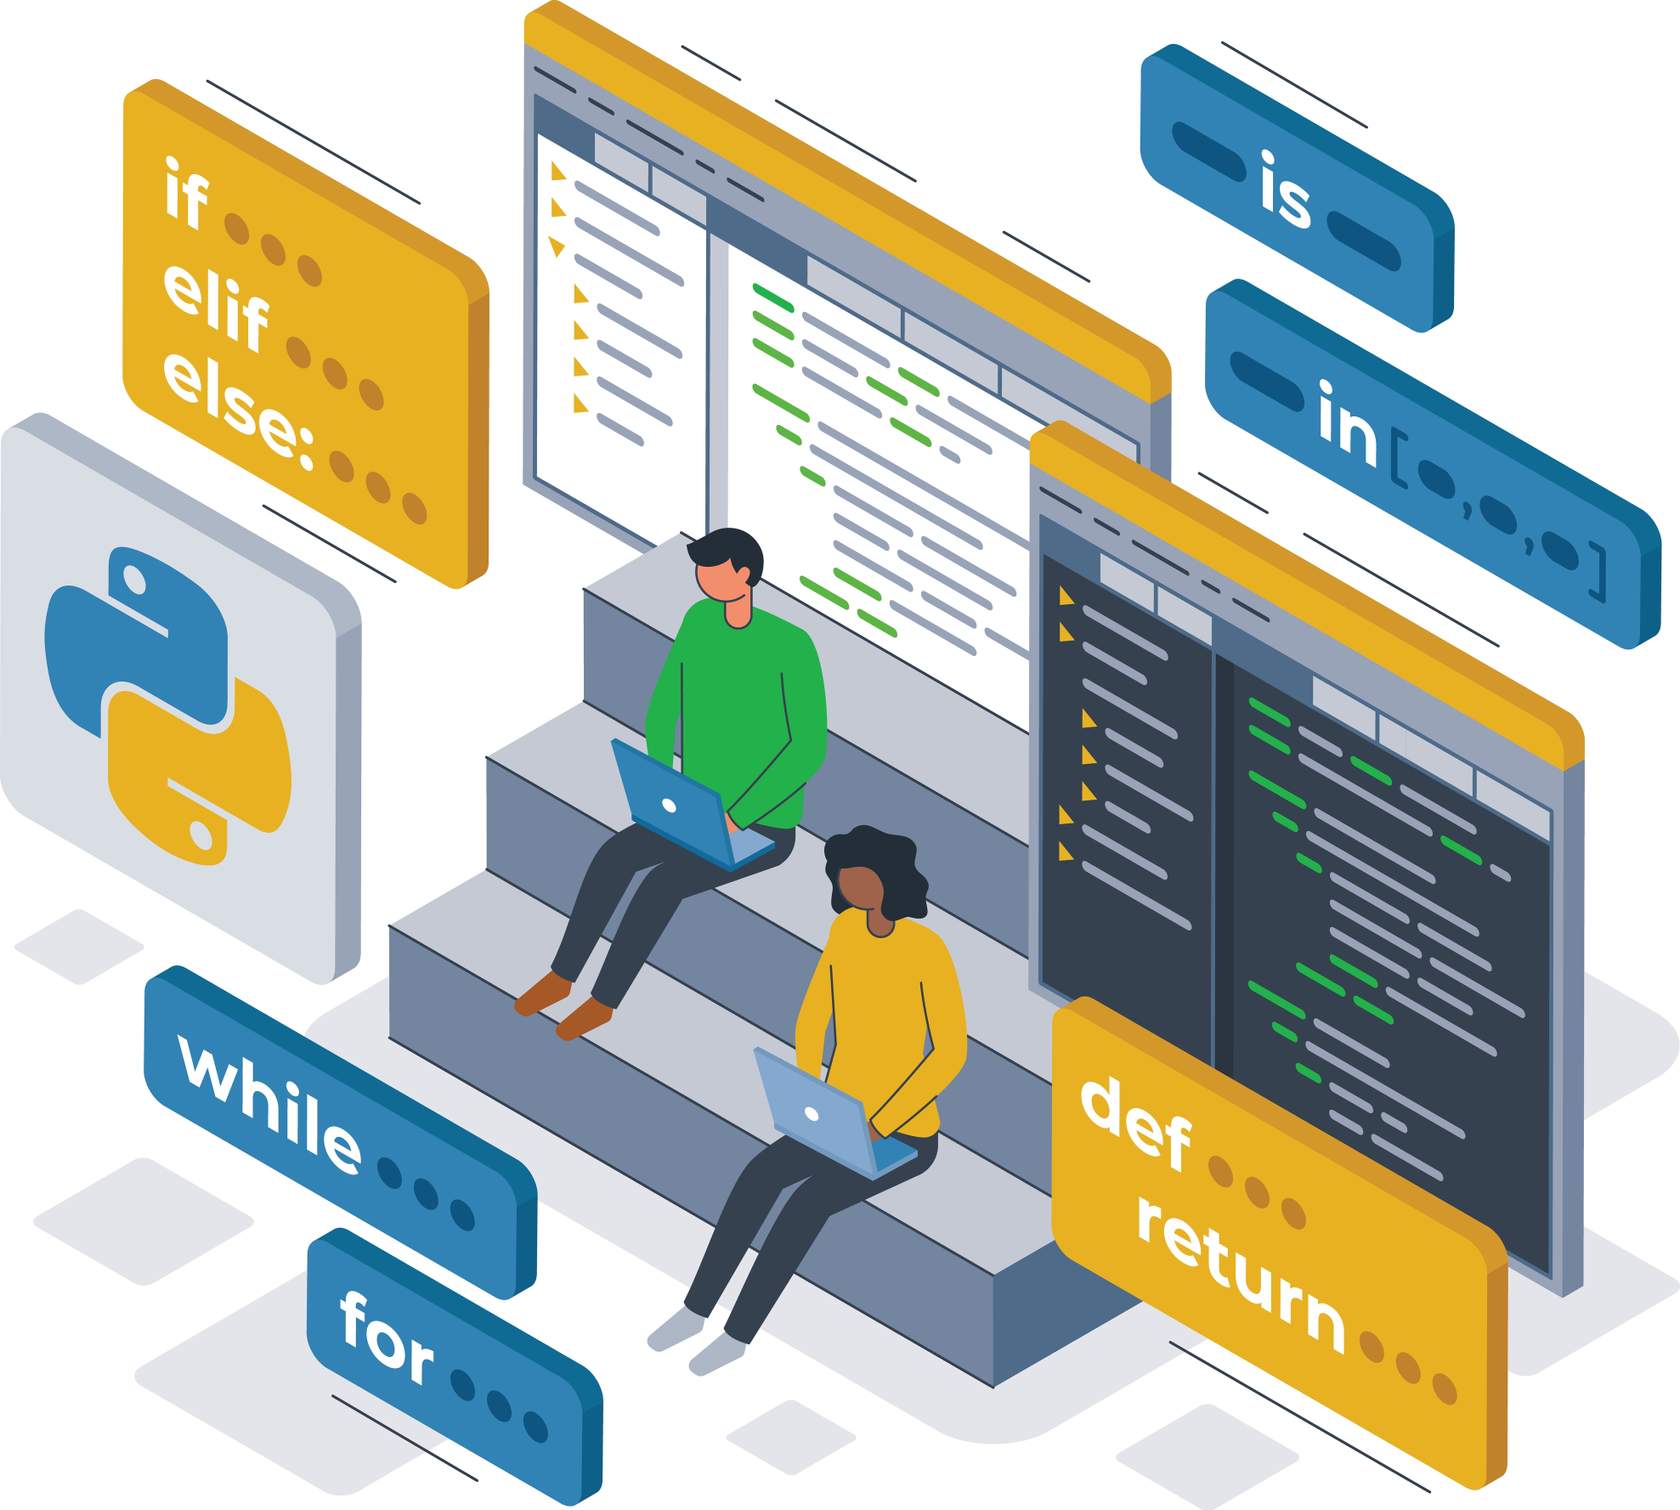 if
elif
else:
is
in [ , , ]
while
for
def
return